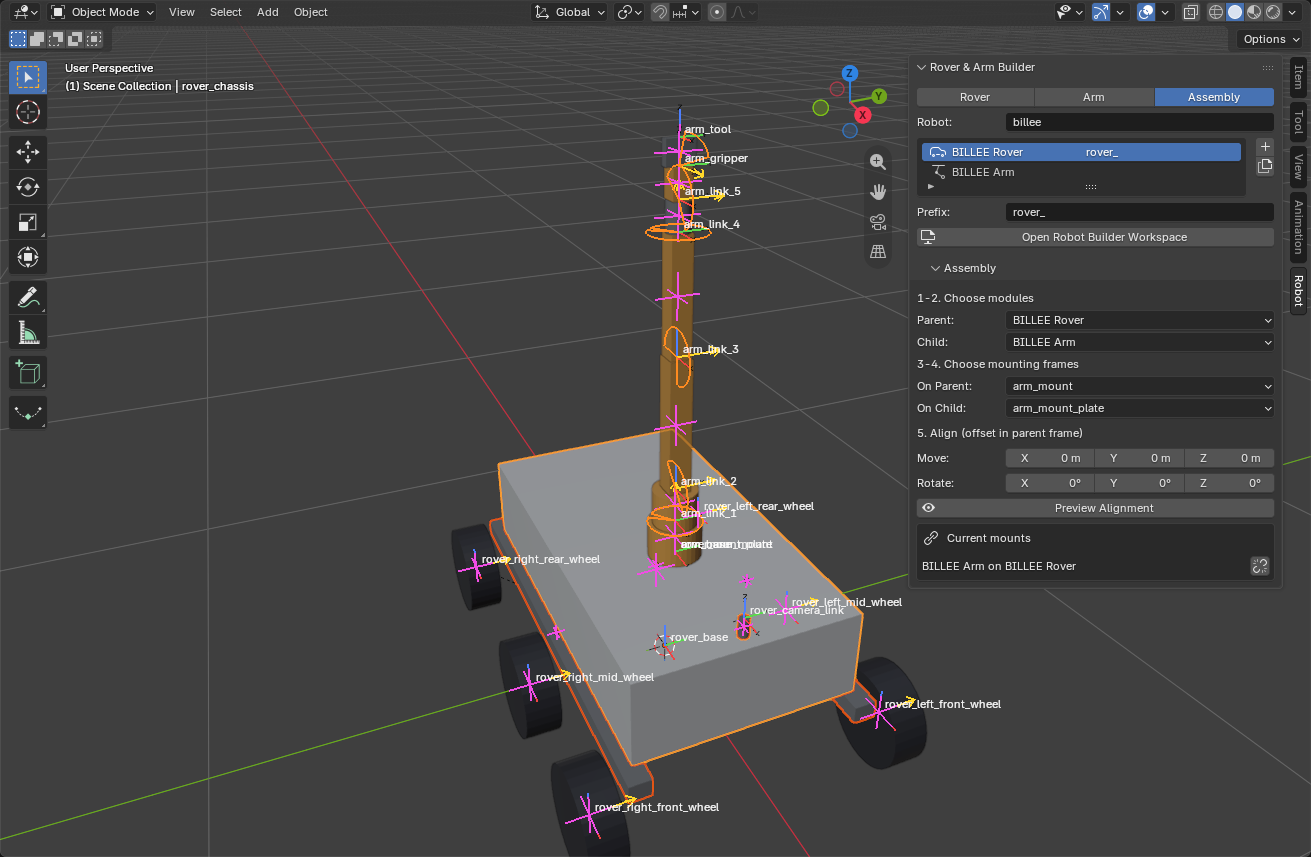 Object Mode View Select Add Object Global
Options
User Perspective
(1) Scene Collection | rover_chassis
Z
Y
X
z
arm_tool
arm_gripper
arm_link_5
arm_link_4
arm_link_3
arm_link_2
rover_left_rear_wheel
arm_link_1
rover_right_rear_wheel
rover_left_mid_wheel
z
rover_camera_link
rover_base
rover_right_mid_wheel
rover_left_front_wheel
rover_right_front_wheel
Rover & Arm Builder
Rover Arm Assembly
Robot: billee
BILLEE Rover rover_
BILLEE Arm
Prefix: rover_
Open Robot Builder Workspace
Assembly
1-2. Choose modules
Parent: BILLEE Rover
Child: BILLEE Arm
3-4. Choose mounting frames
On Parent: arm_mount
On Child: arm_mount_plate
5. Align (offset in parent frame)
Move: X 0 m Y 0 m Z 0 m
Rotate: X 0° Y 0° Z 0°
Preview Alignment
Current mounts
BILLEE Arm on BILLEE Rover
Item
Tool
View
Animation
Robot